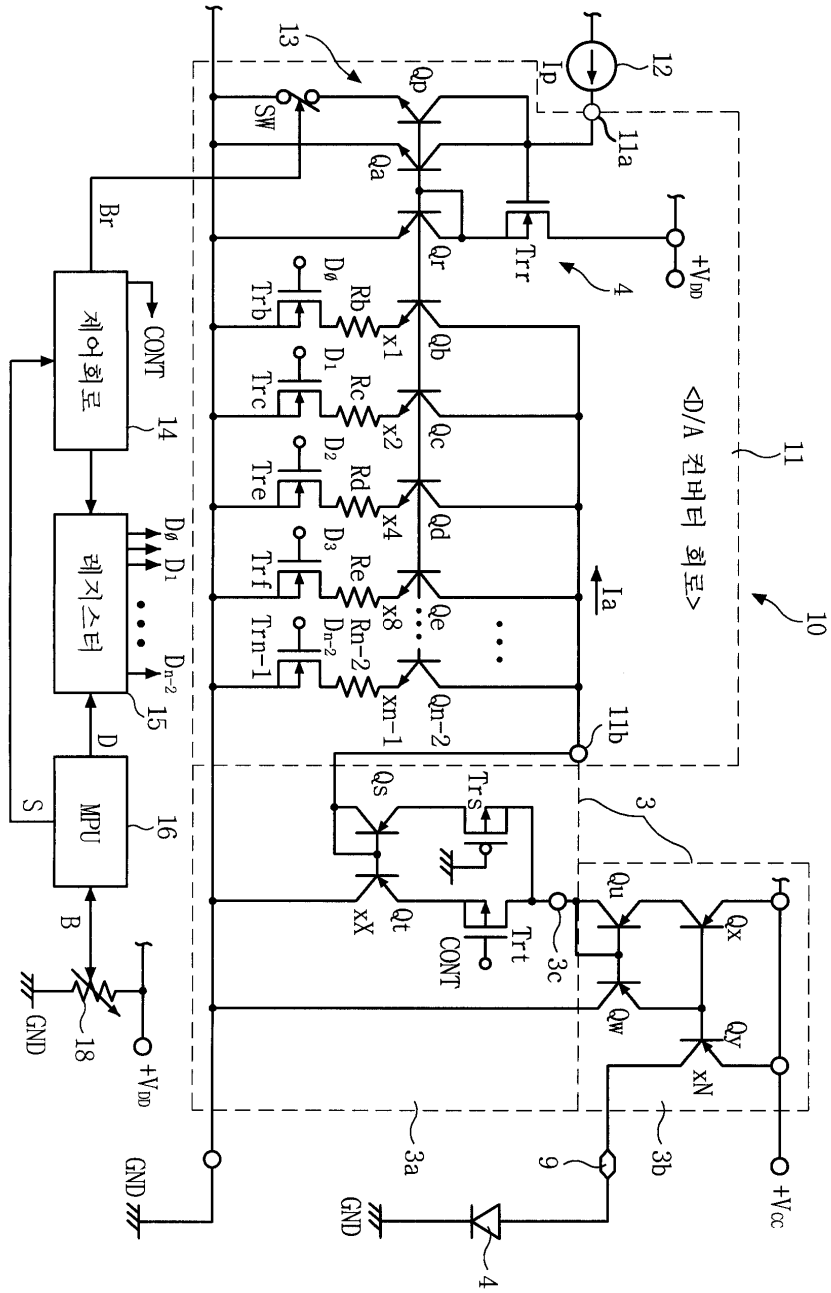 10
11
<D/A 컨버터 회로>
12
Ip
11a
+VDD
4
Trr
13
Qp
Qa
Qr
Qb
Qc
Qd
Qe
Qn-2
SW
x1
x2
x4
x8
xn-1
Rb
Rc
Rd
Re
Rn-2
DØ
D1
D2
D3
Dn-2
Trb
Trc
Tre
Trf
Trn-1
Ia
11b
3
3c
Qs
Qt
xX
Trs
Trt
CONT
3a
Qu
Qw
Qx
Qy
xN
3b
+VCC
9
4
GND
GND
Br
CONT
제어회로
14
레지스터
15
DØ
D1
Dn-2
D
S
MPU
16
B
18
GND
+VDD